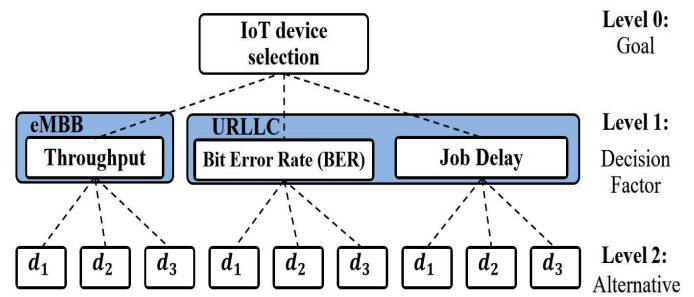 IoT device
selection
Level 0:
Goal
eMBB
URLLC
Level 1:
Throughput
Bit Error Rate (BER)
Job Delay
Decision
Factor
d₁ d₂ d₃ d₁ d₂ d₃ d₁ d₂ d₃
Level 2:
Alternative